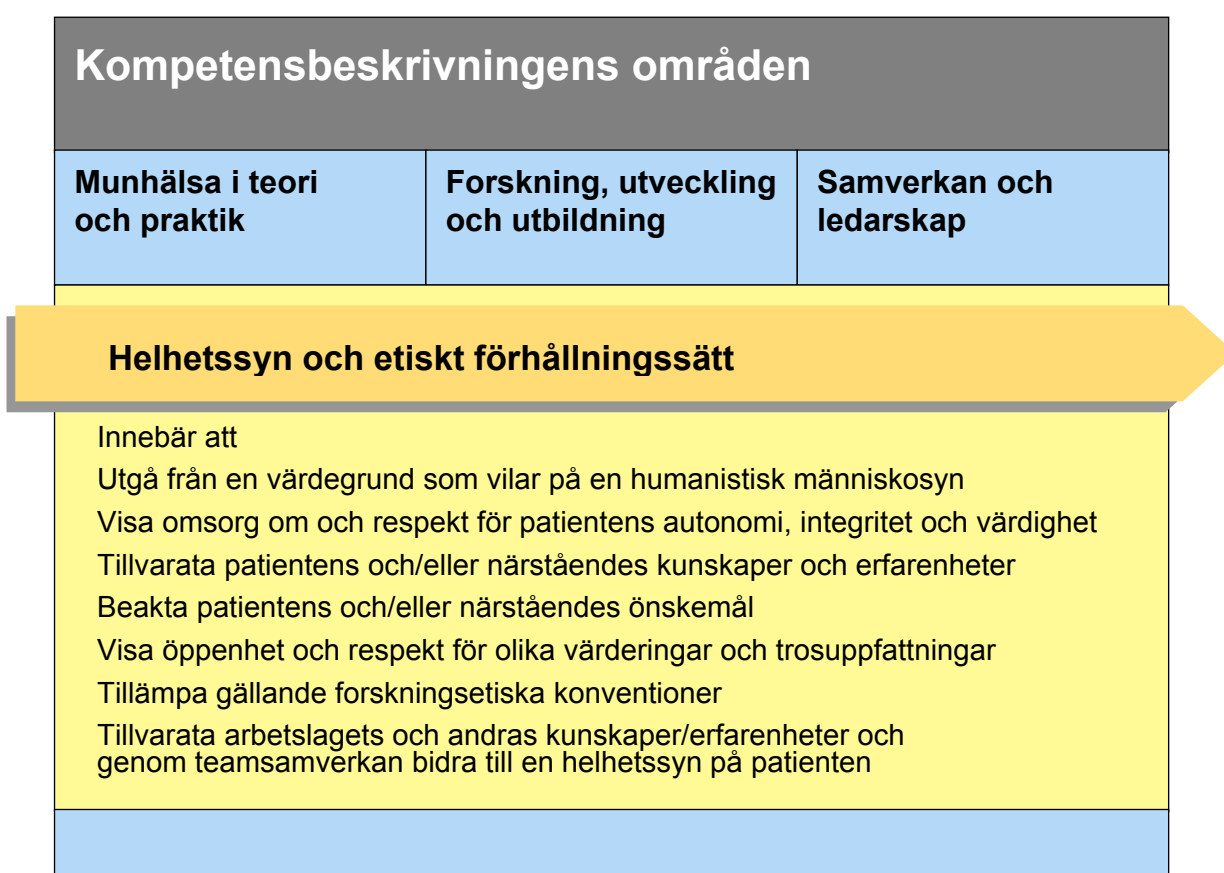 Kompetensbeskrivningens områden
Munhälsa i teori
och praktik
Forskning, utveckling
och utbildning
Samverkan och
ledarskap
Helhetssyn och etiskt förhållningssätt
Innebär att
Utgå från en värdegrund som vilar på en humanistisk människosyn
Visa omsorg om och respekt för patientens autonomi, integritet och värdighet
Tillvarata patientens och/eller närståendes kunskaper och erfarenheter
Beakta patientens och/eller närståendes önskemål
Visa öppenhet och respekt för olika värderingar och trosuppfattningar
Tillämpa gällande forskningsetiska konventioner
Tillvarata arbetslagets och andras kunskaper/erfarenheter och
genom teamsamverkan bidra till en helhetssyn på patienten